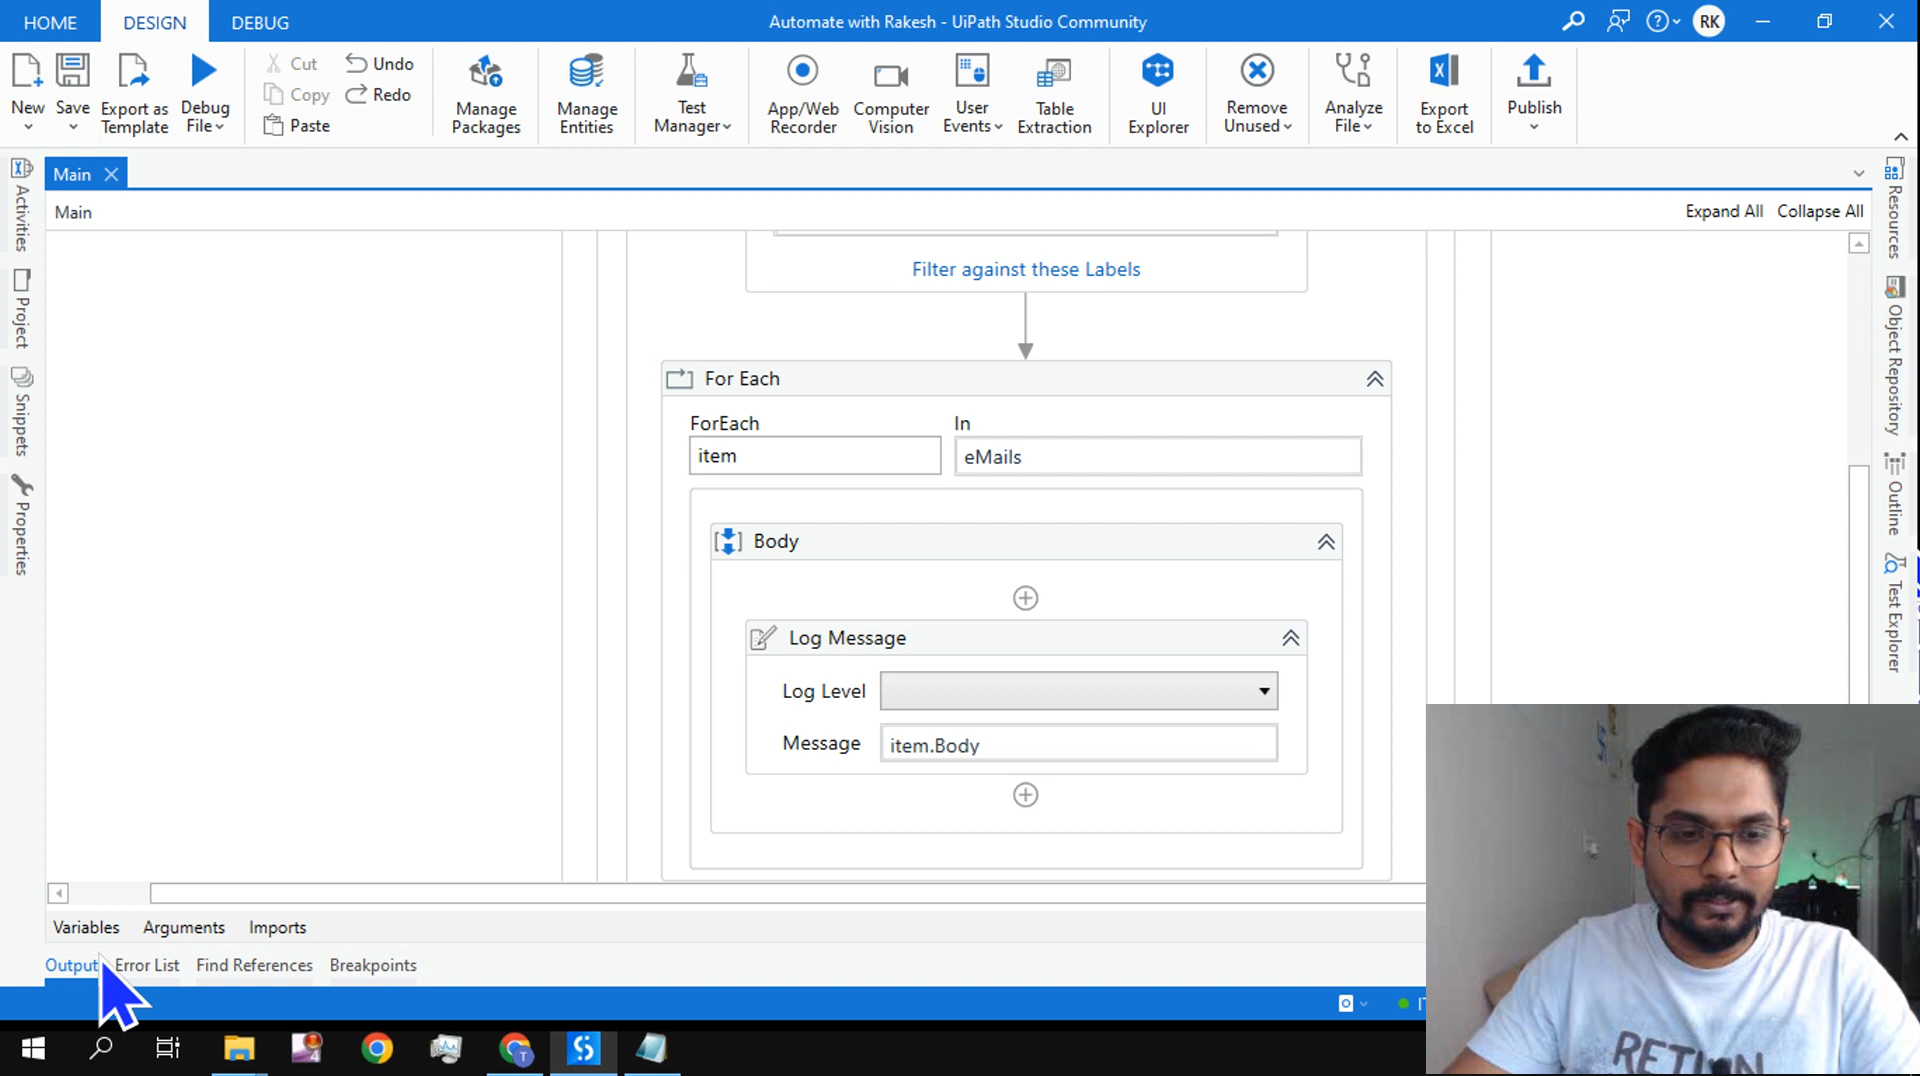 HOME DESIGN DEBUG Automate with Rakesh - UiPath Studio Community RK
New Save Export as Template Debug File Cut Copy Paste Undo Redo Manage Packages Manage Entities Test Manager App/Web Recorder Computer Vision User Events Table Extraction UI Explorer Remove Unused Analyze File Export to Excel Publish
Main
Main Expand All Collapse All
Activities
Project
Snippets
Properties
Filter against these Labels
For Each
ForEach In
item eMails
Body
Log Message
Log Level
Message item.Body
Resources
Object Repository
Outline
Test Explorer
Variables Arguments Imports
Output Error List Find References Breakpoints
4
T